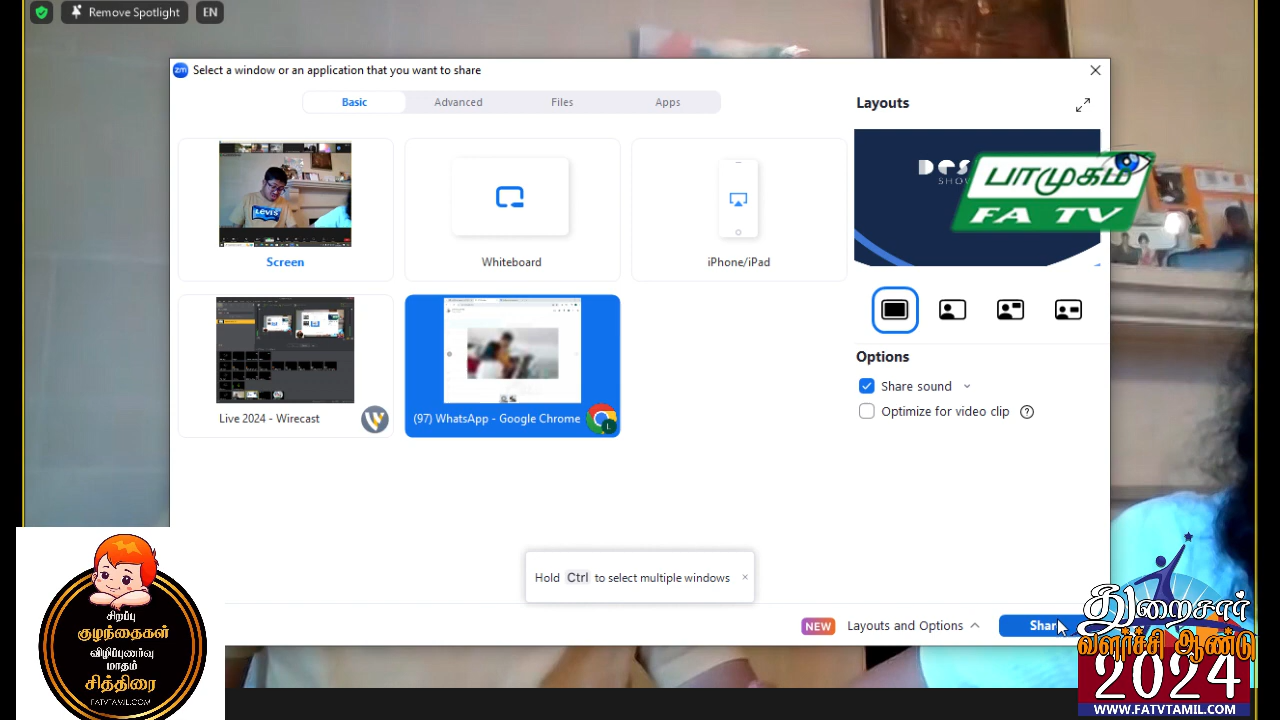 Remove Spotlight
EN
zm
Select a window or an application that you want to share
Basic
Advanced
Files
Apps
Layouts
LEVIS
Screen
Whiteboard
iPhone/iPad
பாமுகம்
FA TV
Live 2024 - Wirecast
(97) WhatsApp - Google Chrome
L
Options
Share sound
Optimize for video clip
Hold Ctrl to select multiple windows
NEW
Layouts and Options
சிறப்பு
குழந்தைகள்
விழிப்புணர்வு
மாதம்
சித்திரை
FATVTAMIL.COM
துறைசார்
வளர்ச்சி ஆண்டு
2024
WWW.FATVTAMIL.COM